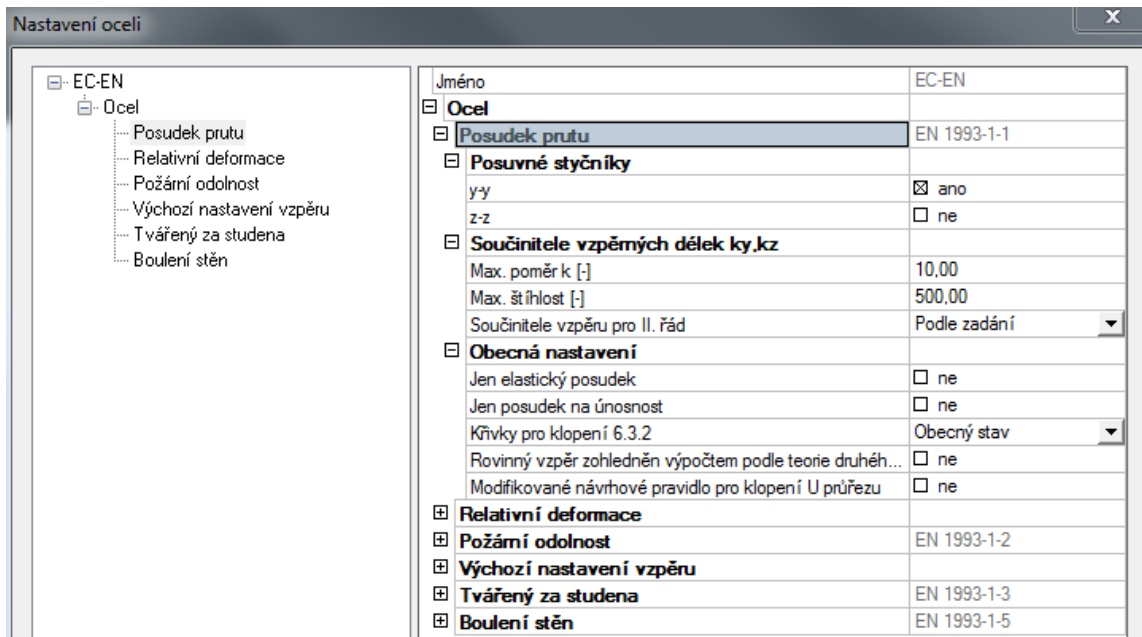 Nastavení oceli
x
EC-EN
Ocel
Posudek prutu
Relativní deformace
Požární odolnost
Výchozí nastavení vzpěru
Tvářený za studena
Boulení stěn
Jméno EC-EN
Ocel
Posudek prutu EN 1993-1-1
Posuvné styčníky
y-y ano
z-z ne
Součinitele vzpěrných délek ky,kz
Max. poměr k [-] 10,00
Max. štíhlost [-] 500,00
Součinitele vzpěru pro II. řád Podle zadání
Obecná nastavení
Jen elastický posudek ne
Jen posudek na únosnost ne
Křivky pro klopení 6.3.2 Obecný stav
Rovinný vzpěr zohledněn výpočtem podle teorie druhéh... ne
Modifikované návrhové pravidlo pro klopení U průřezu ne
Relativní deformace
Požární odolnost EN 1993-1-2
Výchozí nastavení vzpěru
Tvářený za studena EN 1993-1-3
Boulení stěn EN 1993-1-5